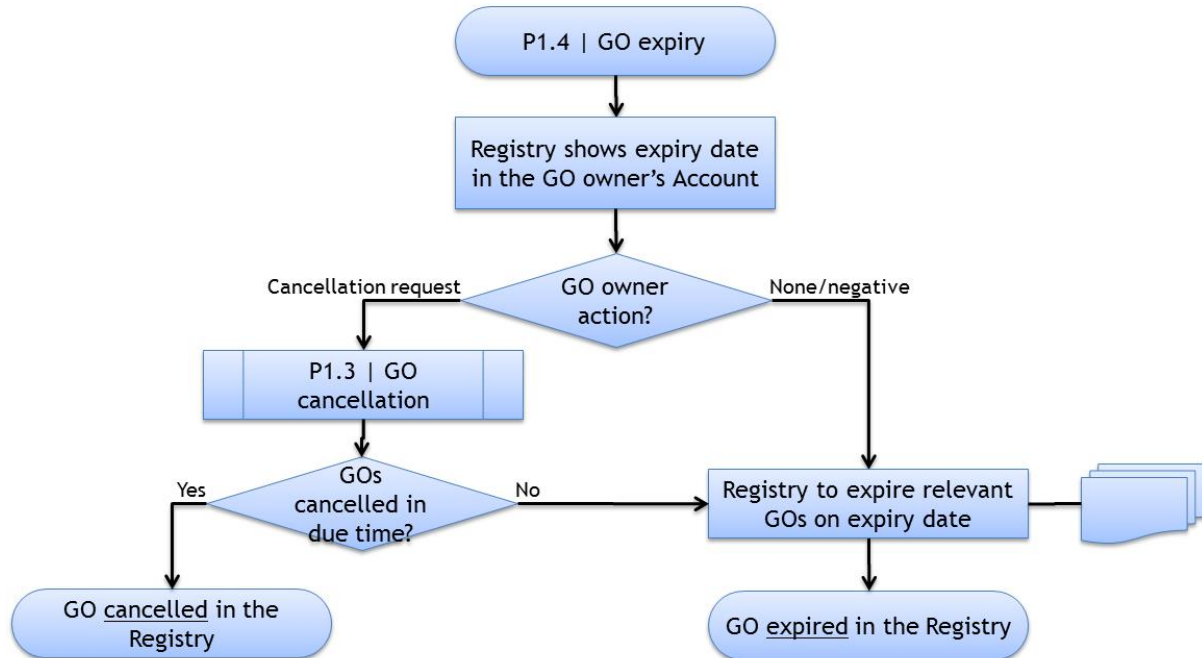 P1.4 | GO expiry
Registry shows expiry date
in the GO owner’s Account
Cancellation request
GO owner
action?
None/negative
P1.3 | GO
cancellation
Yes
GOs
cancelled in
due time?
No
Registry to expire relevant
GOs on expiry date
GO cancelled in the
Registry
GO expired in the Registry